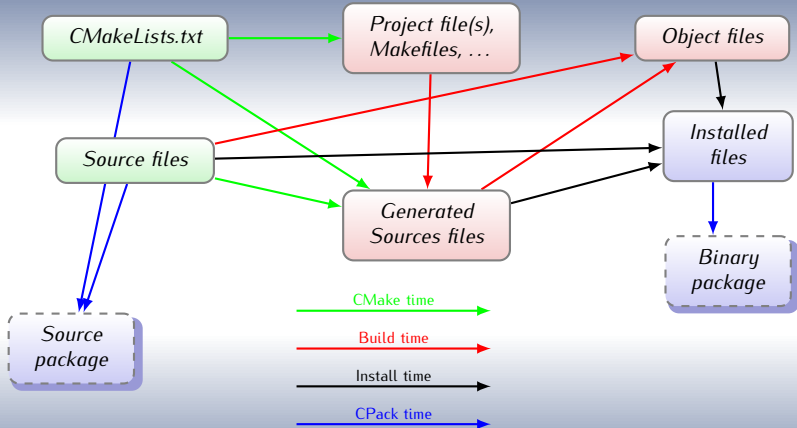 CMakeLists.txt
Project file(s),
Makefiles, ...
Object files
Source files
Installed
files
Generated
Sources files
Binary
package
Source
package
CMake time
Build time
Install time
CPack time